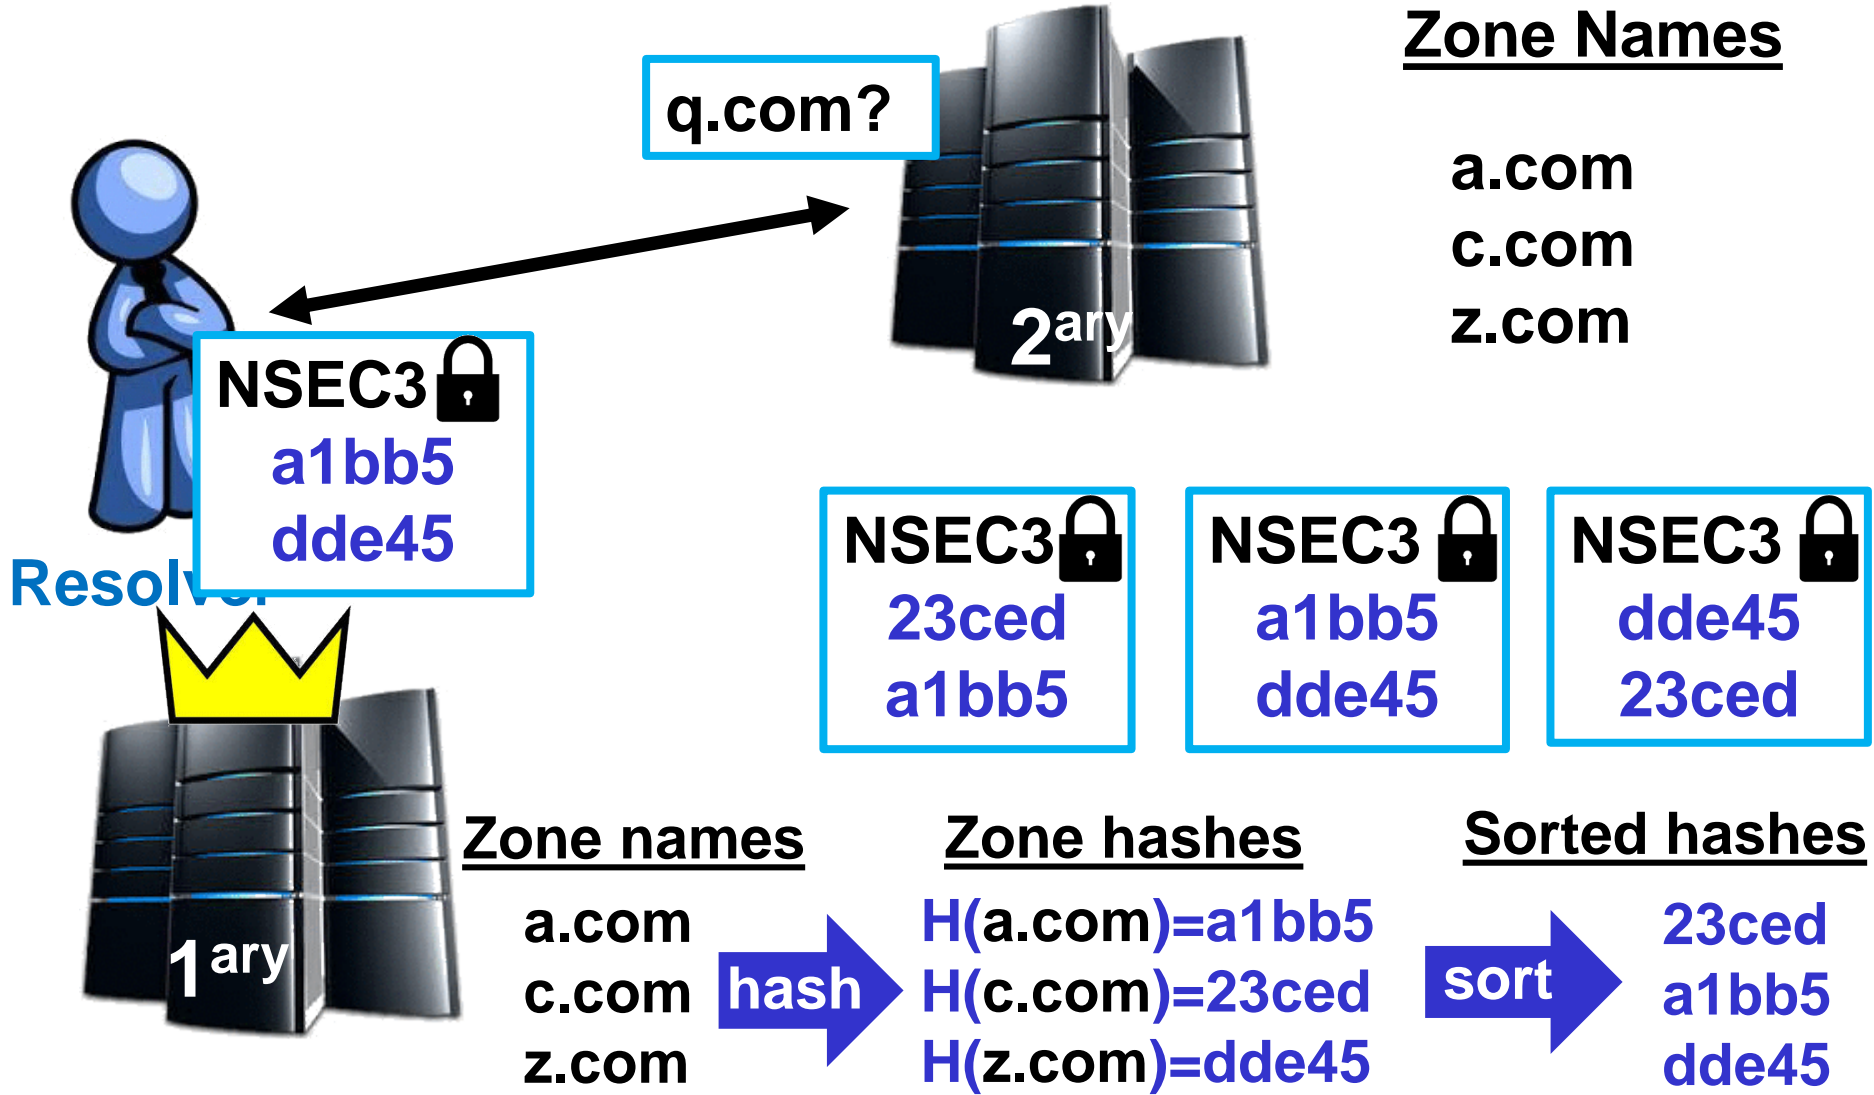 Zone Names
q.com?
a.com
c.com
z.com
2ary
NSEC3
a1bb5
dde45
Resolver
NSEC3
23ced
a1bb5
NSEC3
a1bb5
dde45
NSEC3
dde45
23ced
1ary
Zone names
a.com
c.com
z.com
hash
Zone hashes
H(a.com)=a1bb5
H(c.com)=23ced
H(z.com)=dde45
sort
Sorted hashes
23ced
a1bb5
dde45